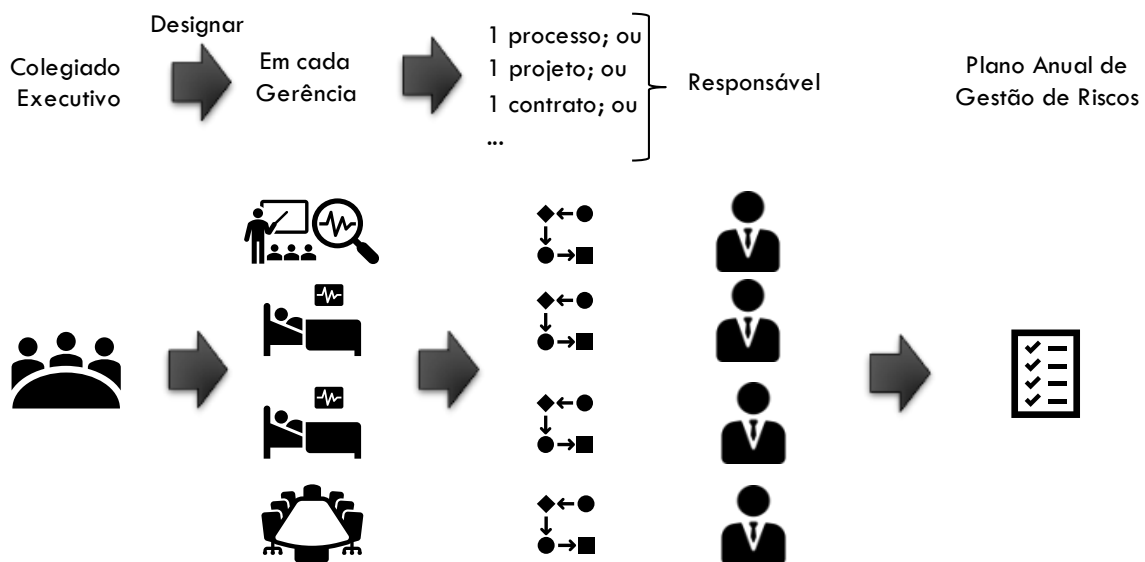 Colegiado
Executivo
Designar
Em cada
Gerência
1 processo; ou
1 projeto; ou
1 contrato; ou
...
Responsável
Plano Anual de
Gestão de Riscos